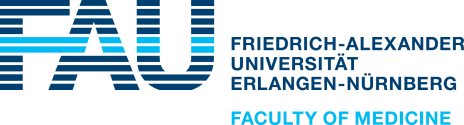 FAU
FRIEDRICH-ALEXANDER
UNIVERSITÄT
ERLANGEN-NÜRNBERG
FACULTY OF MEDICINE